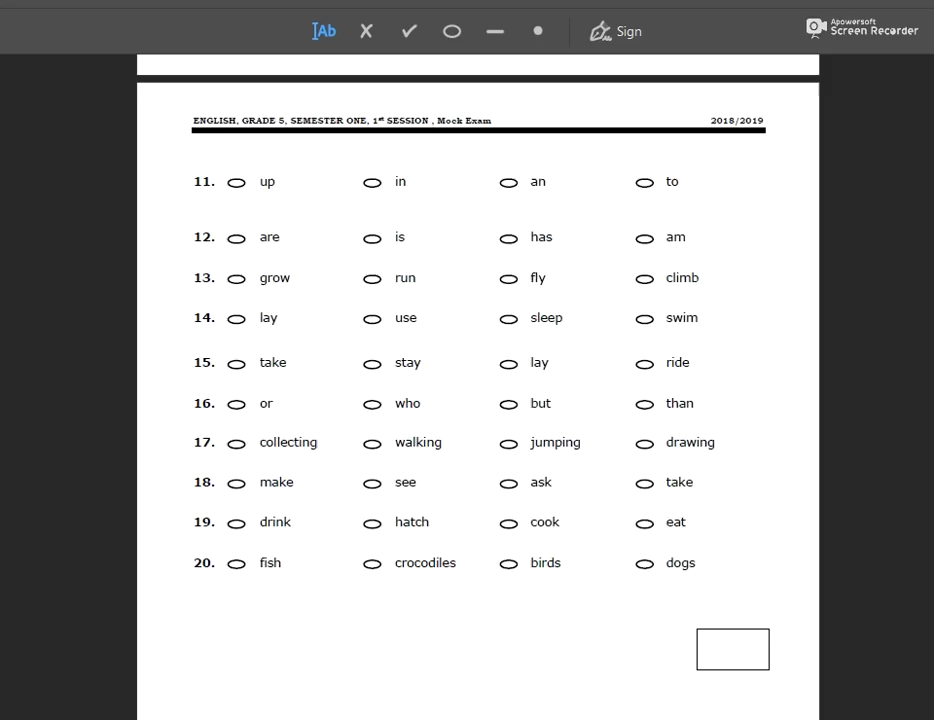 Ab
Sign
Apowersoft
Screen Recorder
ENGLISH, GRADE 5, SEMESTER ONE, 1st SESSION , Mock Exam 2018/2019
11. up in an to
12. are is has am
13. grow run fly climb
14. lay use sleep swim
15. take stay lay ride
16. or who but than
17. collecting walking jumping drawing
18. make see ask take
19. drink hatch cook eat
20. fish crocodiles birds dogs